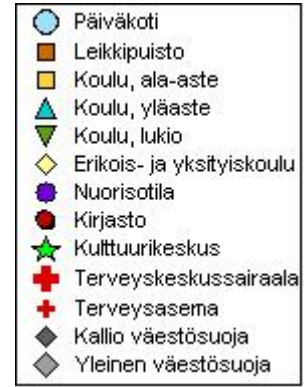 Päiväkoti
Leikkipuisto
Koulu, ala-aste
Koulu, yläaste
Koulu, lukio
Erikois- ja yksityiskoulu
Nuorisotila
Kirjasto
Kulttuurikeskus
Terveyskeskussairaala
Terveysasema
Kallio väestösuoja
Yleinen väestösuoja